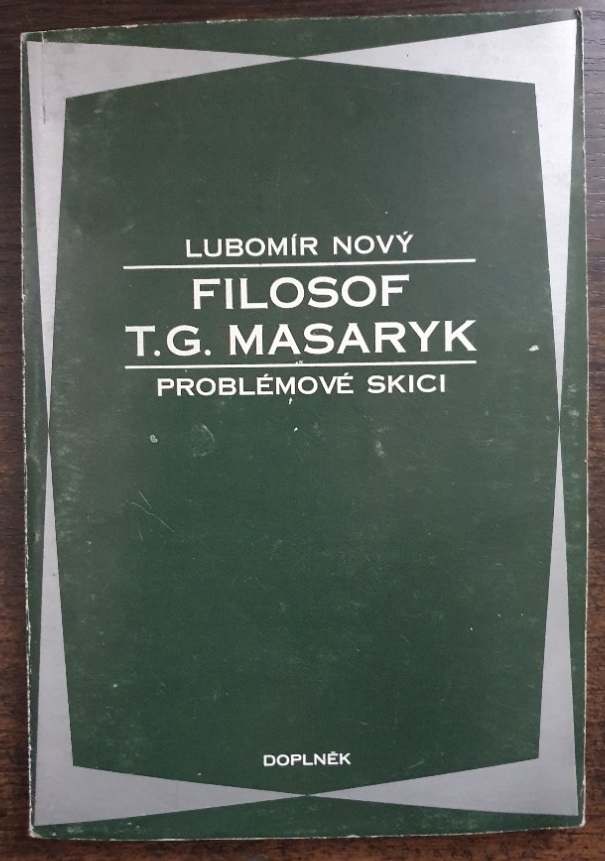 LUBOMÍR NOVÝ
FILOSOF
T.G. MASARYK
PROBLÉMOVÉ SKICI
DOPLNĚK